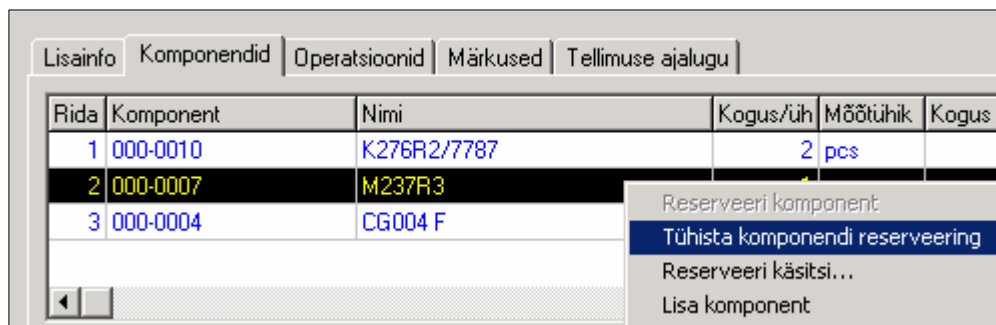 Lisainfo Komponendid Operatsioonid Märkused Tellimuse ajalugu
Rida Komponent Nimi Kogus/üh Mõõtühik Kogus
1 000-0010 K276R2/7787 2 pcs
2 000-0007 M237R3
3 000-0004 CG004 F
Reserveeri komponent
Tühista komponendi reserveering
Reserveeri käsitsi...
Lisa komponent